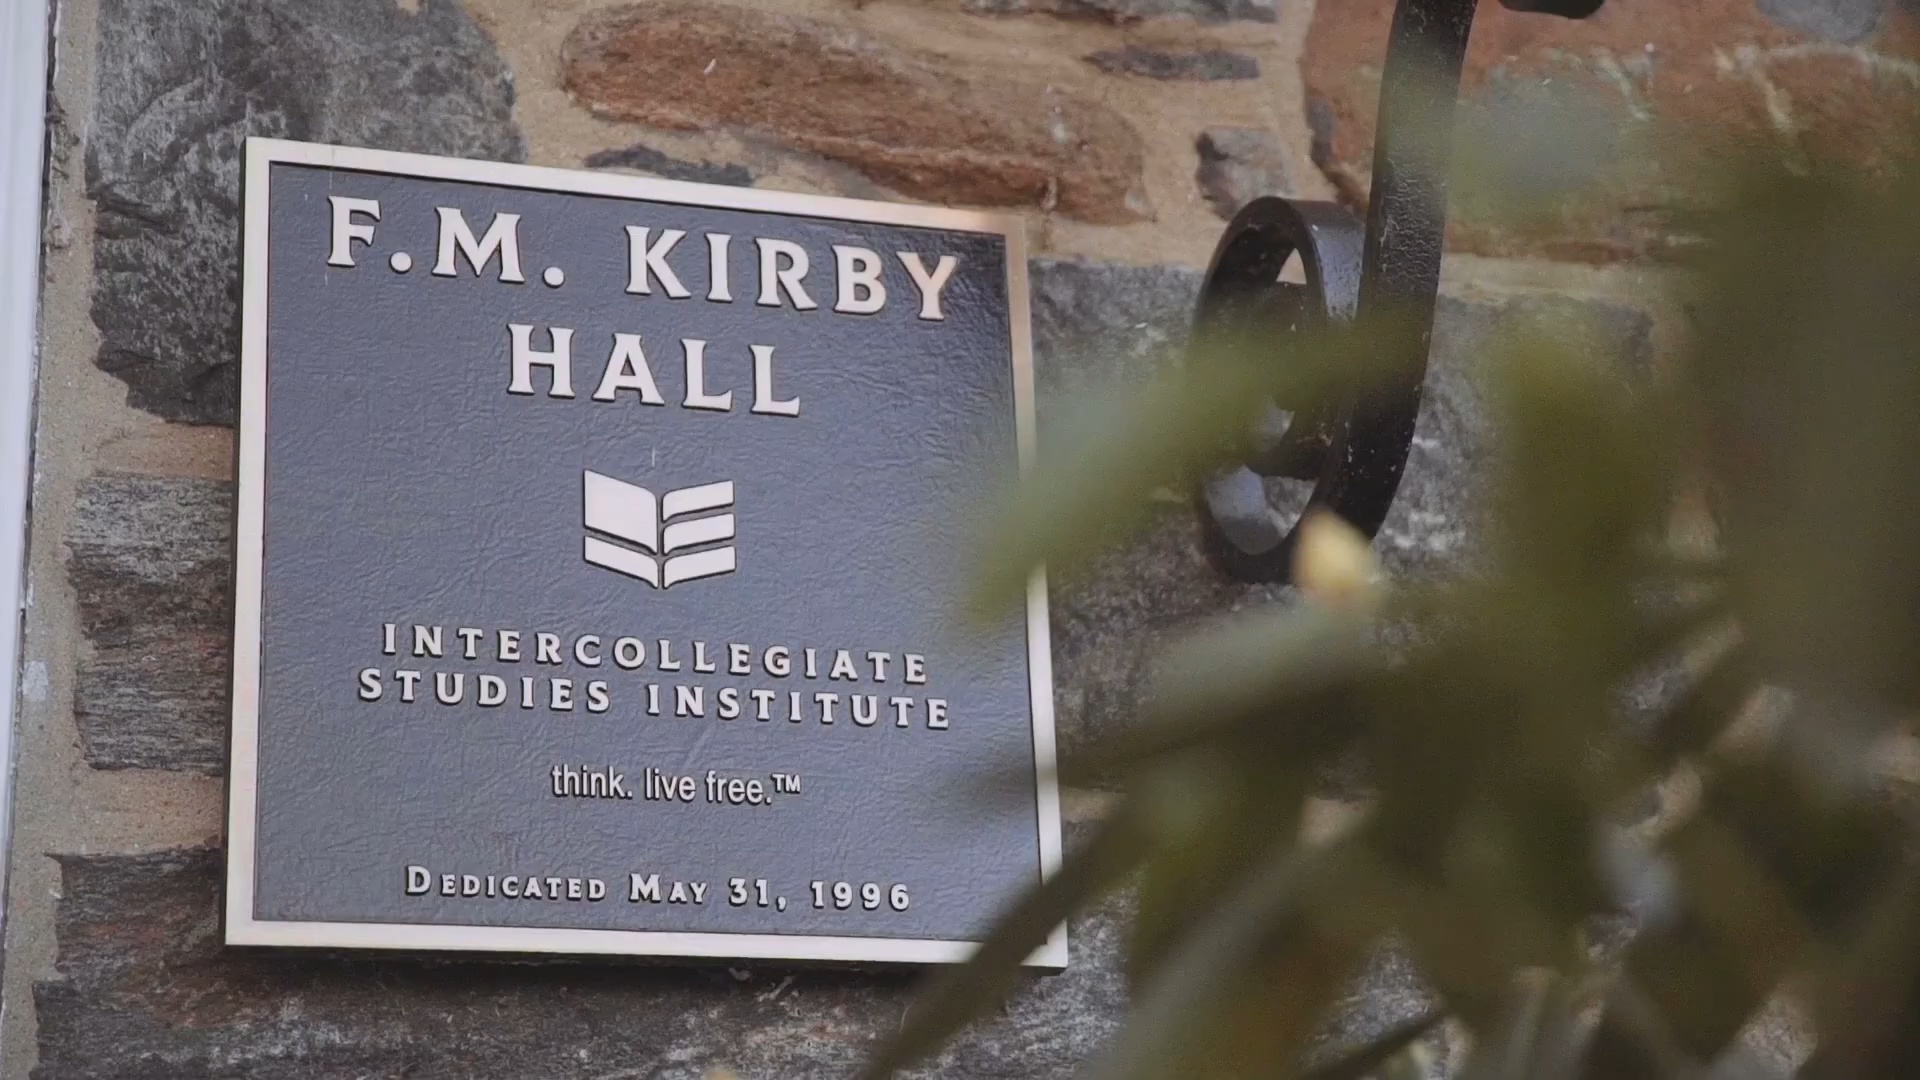 F.M. KIRBY
HALL
INTERCOLLEGIATE
STUDIES INSTITUTE
think. live free.™
DEDICATED MAY 31, 1996